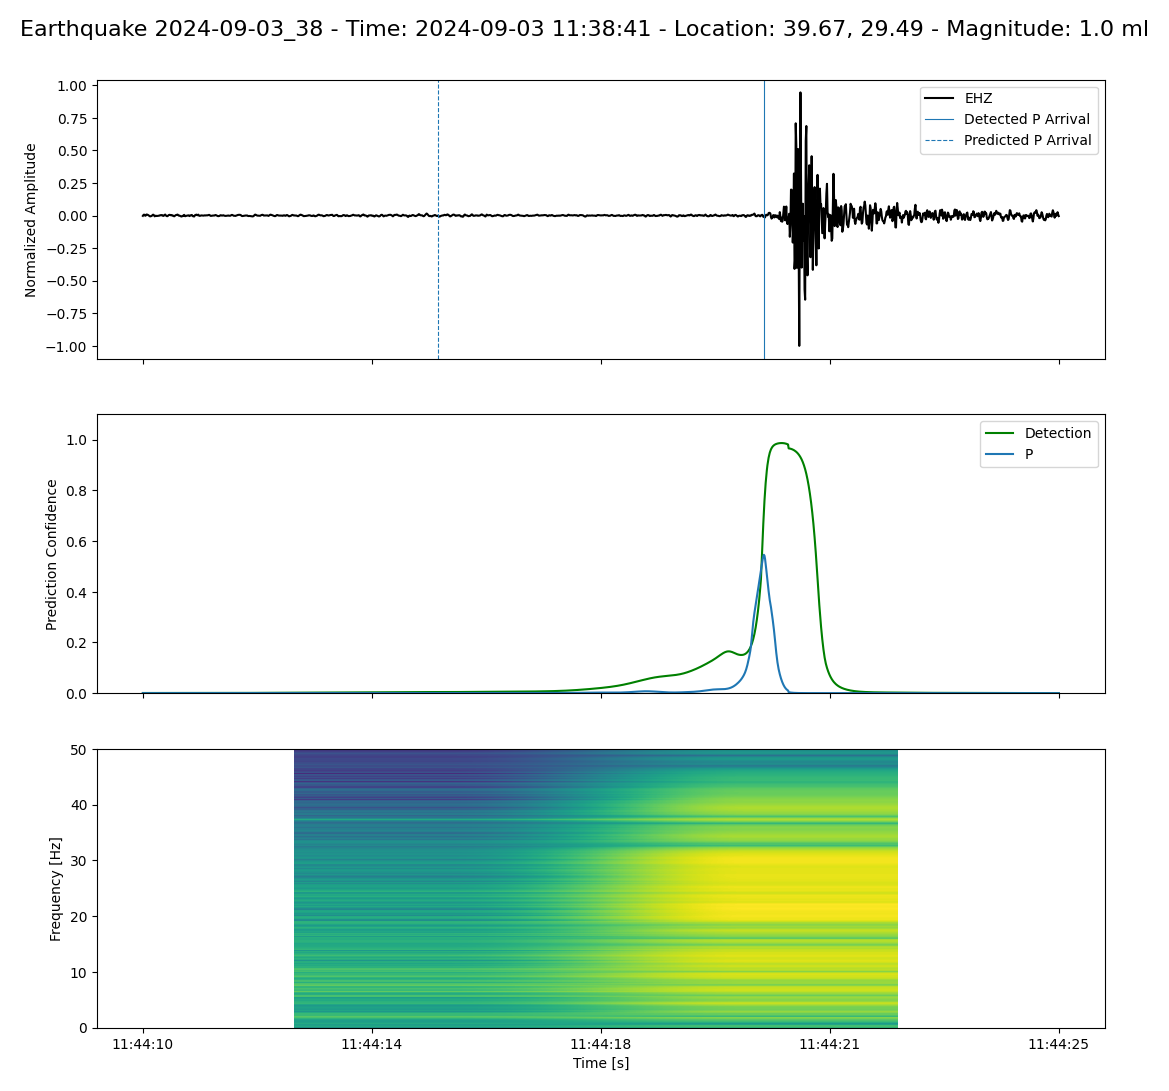 Earthquake 2024-09-03_38 - Time: 2024-09-03 11:38:41 - Location: 39.67, 29.49 - Magnitude: 1.0 ml
1.00
0.75
0.50
0.25
0.00
−0.25
−0.50
−0.75
−1.00
Normalized Amplitude
EHZ
Detected P Arrival
Predicted P Arrival
1.0
0.8
0.6
0.4
0.2
0.0
Prediction Confidence
Detection
P
50
40
30
20
10
0
Frequency [Hz]
11:44:10
11:44:14
11:44:18
11:44:21
11:44:25
Time [s]